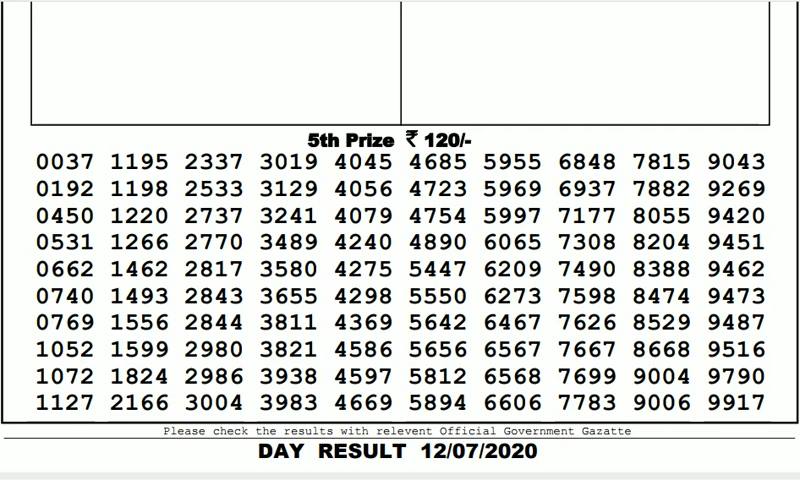 5th Prize ₹ 120/-
0037 1195 2337 3019 4045 4685 5955 6848 7815 9043
0192 1198 2533 3129 4056 4723 5969 6937 7882 9269
0450 1220 2737 3241 4079 4754 5997 7177 8055 9420
0531 1266 2770 3489 4240 4890 6065 7308 8204 9451
0662 1462 2817 3580 4275 5447 6209 7490 8388 9462
0740 1493 2843 3655 4298 5550 6273 7598 8474 9473
0769 1556 2844 3811 4369 5642 6467 7626 8529 9487
1052 1599 2980 3821 4586 5656 6567 7667 8668 9516
1072 1824 2986 3938 4597 5812 6568 7699 9004 9790
1127 2166 3004 3983 4669 5894 6606 7783 9006 9917
Please check the results with relevent Official Government Gazatte
DAY RESULT 12/07/2020